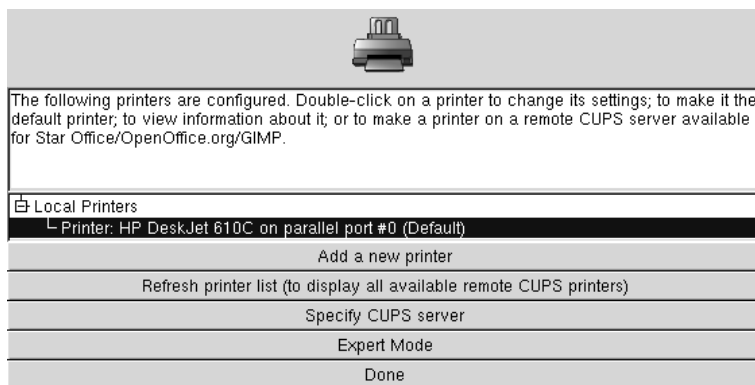 The following printers are configured. Double-click on a printer to change its settings; to make it the
default printer; to view information about it; or to make a printer on a remote CUPS server available
for Star Office/OpenOffice.org/GIMP.
Local Printers
Printer: HP DeskJet 610C on parallel port #0 (Default)
Add a new printer
Refresh printer list (to display all available remote CUPS printers)
Specify CUPS server
Expert Mode
Done